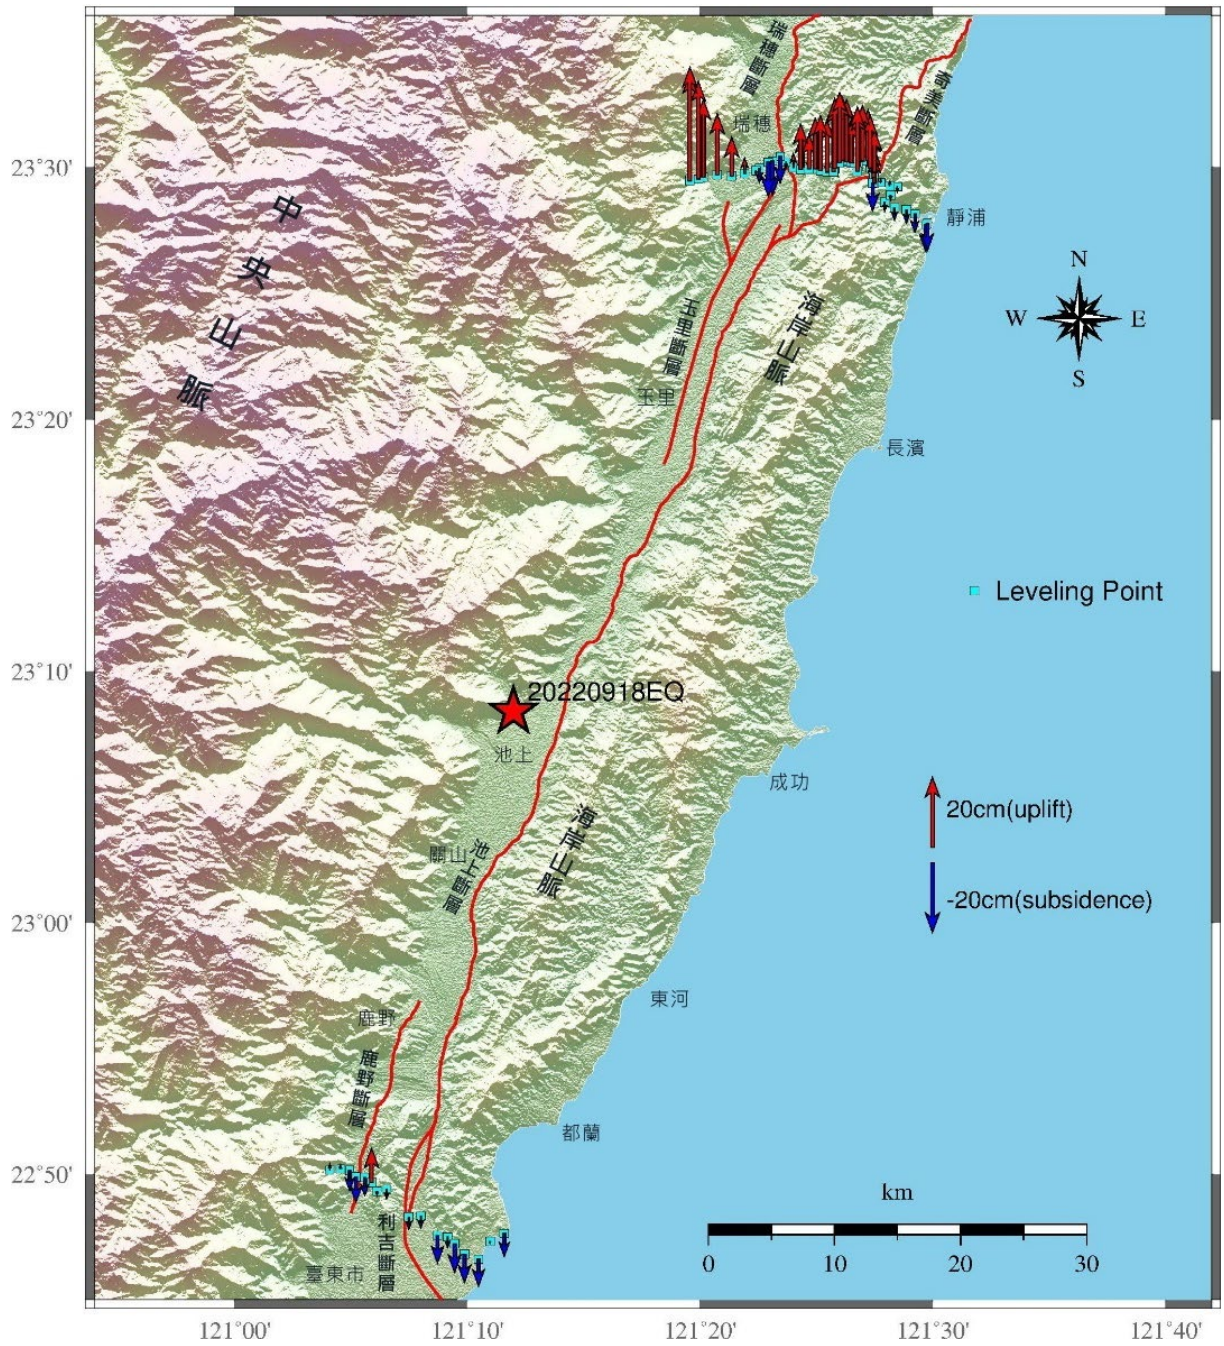 瑞穗斷層
奇美斷層
瑞穗
23°30'
中央山脈
靜浦
N
W
E
S
海岸山脈
玉里斷層
玉里
23°20'
長濱
Leveling Point
23°10'
20220918EQ
池上
成功
20cm(uplift)
海岸山脈
關山
池上斷層
-20cm(subsidence)
23°00'
東河
鹿野
鹿野斷層
都蘭
22°50'
km
利吉斷層
臺東市
0
10
20
30
121°00'
121°10'
121°20'
121°30'
121°40'